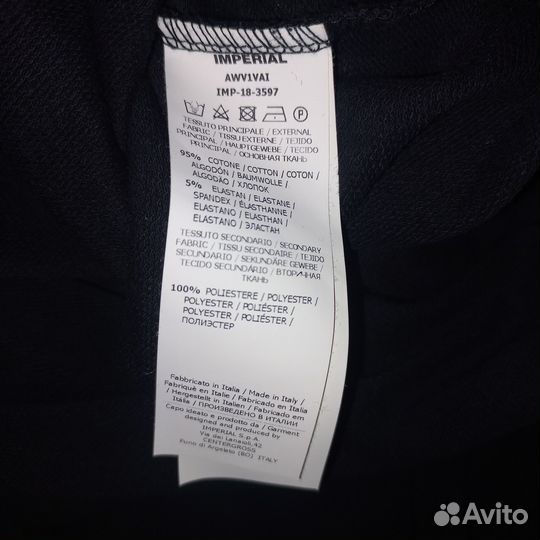 IMPERIAL
AWV1VAI
IMP-18-3597
P
TESSUTO PRINCIPALE / EXTERNAL
FABRIC / TISSU EXTERNE / TEJIDO
PRINCIPAL / HAUPTGEWEBE / TECIDO
PRINCIPAL / ОСНОВНАЯ ТКАНЬ
95% COTONE / COTTON / COTON /
ALGODÓN / BAUMWOLLE /
ALGODÃO / ХЛОПОК
5% ELASTAN / ELASTANE /
SPANDEX / ÉLASTHANNE /
ELASTANO / ELASTHAN /
ELASTANO / ЭЛАСТАН
TESSUTO SECONDARIO / SECONDARY
FABRIC / TISSU SECONDAIRE / TEJIDO
SECUNDARIO / SEKUNDÄRE GEWEBE /
TECIDO SECUNDÁRIO / ВТОРИЧНАЯ
ТКАНЬ
100% POLIESTERE / POLYESTER /
POLYESTER / POLIÉSTER /
POLYESTER / POLIÉSTER /
ПОЛИЭСТЕР
Fabbricato in Italia / Made in Italy /
Fabriqué en Italie / Fabricado en Italia
/ Hergestellt in Italien / Fabricado em
Itália / ПРОИЗВЕДЕНО В ИТАЛИИ
Capo ideato e prodotto da / Garment
designed and produced by
IMPERIAL S.p.A.
Via dei Lanaioli,42
CENTERGROSS
Funo di Argelato (BO) ITALY
Avito